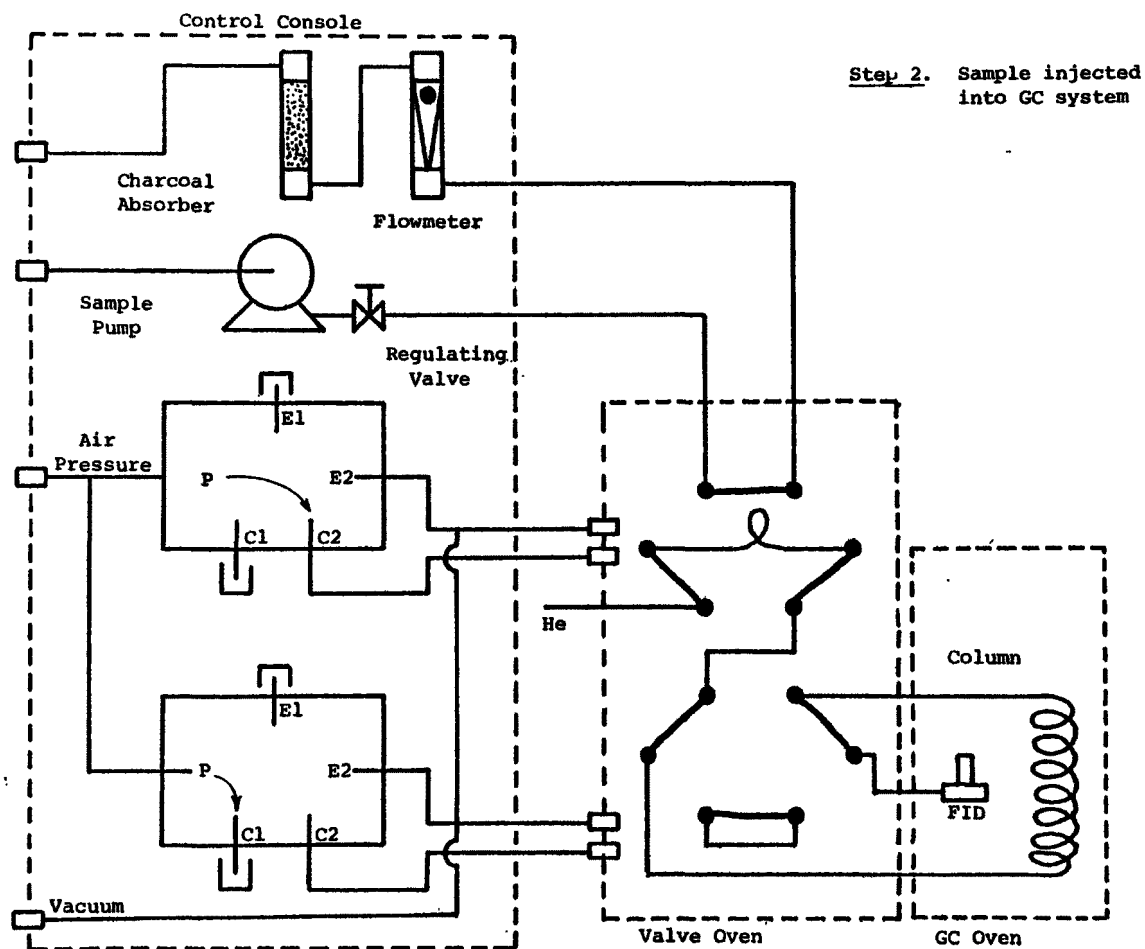 Control Console
Step 2. Sample injected
into GC system
Charcoal
Absorber
Flowmeter
Sample
Pump
Regulating
Valve
E1
Air
Pressure
P
E2
C1
C2
He
Column
E1
P
E2
FID
C1
C2
Vacuum
Valve Oven
GC Oven